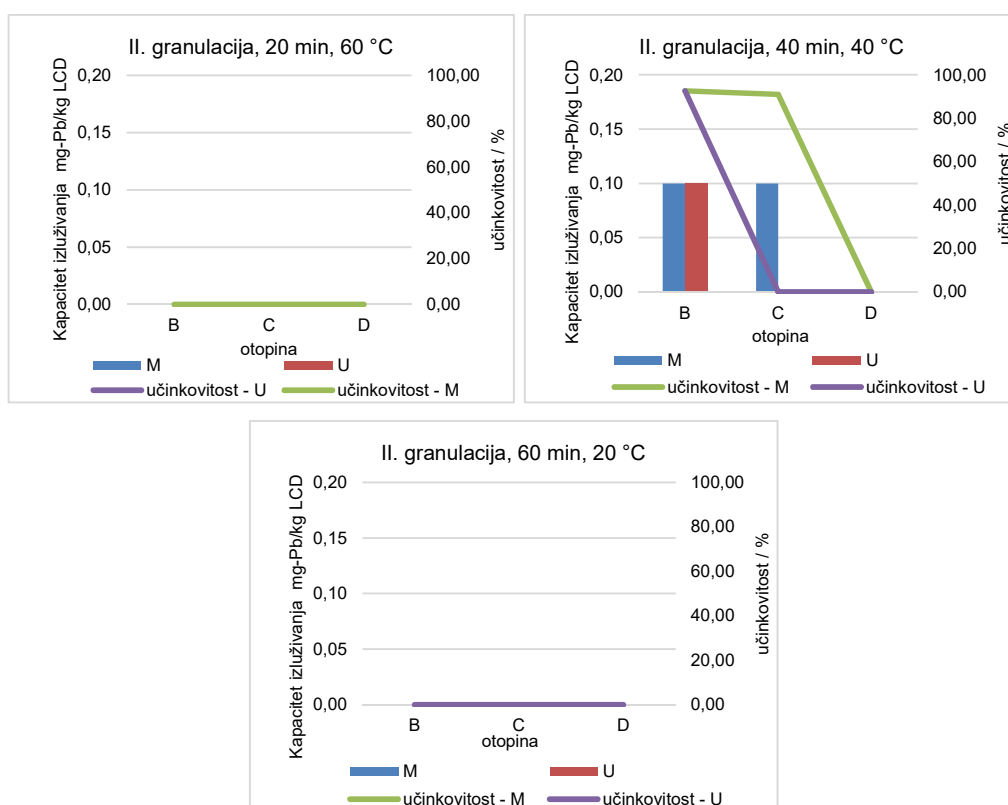 II. granulacija, 20 min, 60 °C
Kapacitet izluživanja mg-Pb/kg LCD
0,20
0,15
0,10
0,05
0,00
100,00
80,00
60,00
40,00
20,00
0,00
učinkovitost / %
B C D
otopina
M U
učinkovitost - U učinkovitost - M
II. granulacija, 40 min, 40 °C
Kapacitet izluživanja mg-Pb/kg LCD
0,20
0,15
0,10
0,05
0,00
100,00
80,00
60,00
40,00
20,00
0,00
učinkovitost / %
B C D
otopina
M U
učinkovitost - M učinkovitost - U
II. granulacija, 60 min, 20 °C
Kapacitet izluživanja mg-Pb/kg LCD
0,20
0,15
0,10
0,05
0,00
100,00
80,00
60,00
40,00
20,00
0,00
učinkovitost / %
B C D
otopina
M U
učinkovitost - M učinkovitost - U